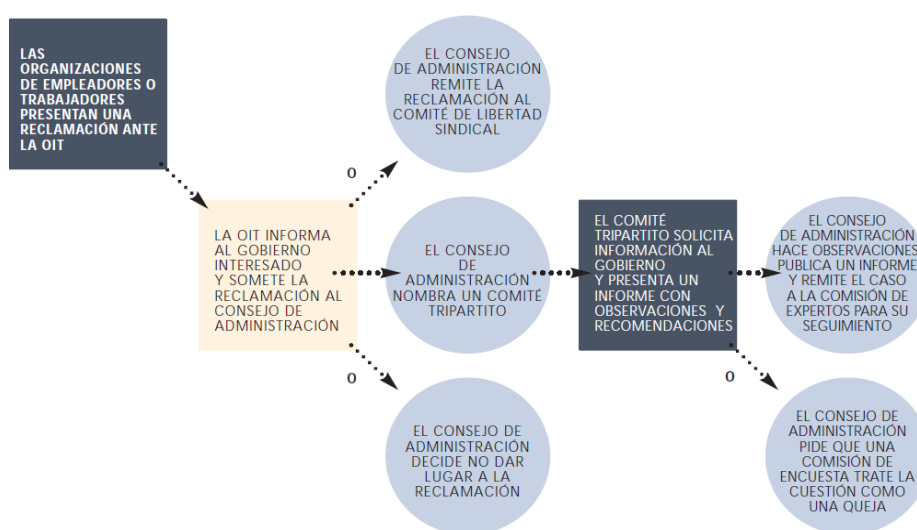 LAS
ORGANIZACIONES
DE EMPLEADORES O
TRABAJADORES
PRESENTAN UNA
RECLAMACIÓN ANTE
LA OIT
EL CONSEJO
DE ADMINISTRACIÓN
REMITE LA
RECLAMACIÓN AL
COMITÉ DE LIBERTAD
SINDICAL
O
LA OIT INFORMA
AL GOBIERNO
INTERESADO
Y SOMETE LA
RECLAMACIÓN AL
CONSEJO DE
ADMINISTRACIÓN
EL CONSEJO
DE
ADMINISTRACIÓN
NOMBRA UN COMITÉ
TRIPARTITO
EL COMITÉ
TRIPARTITO SOLICITA
INFORMACIÓN AL
GOBIERNO
Y PRESENTA UN
INFORME CON
OBSERVACIONES Y
RECOMENDACIONES
EL CONSEJO
DE ADMINISTRACIÓN
HACE OBSERVACIONES
PUBLICA UN INFORME
Y REMITE EL CASO
A LA COMISIÓN DE
EXPERTOS PARA SU
SEGUIMIENTO
O
EL CONSEJO DE
ADMINISTRACIÓN
DECIDE NO DAR
LUGAR A LA
RECLAMACIÓN
O
EL CONSEJO DE
ADMINISTRACIÓN
PIDE QUE UNA
COMISIÓN DE
ENCUESTA TRATE LA
CUESTIÓN COMO
UNA QUEJA